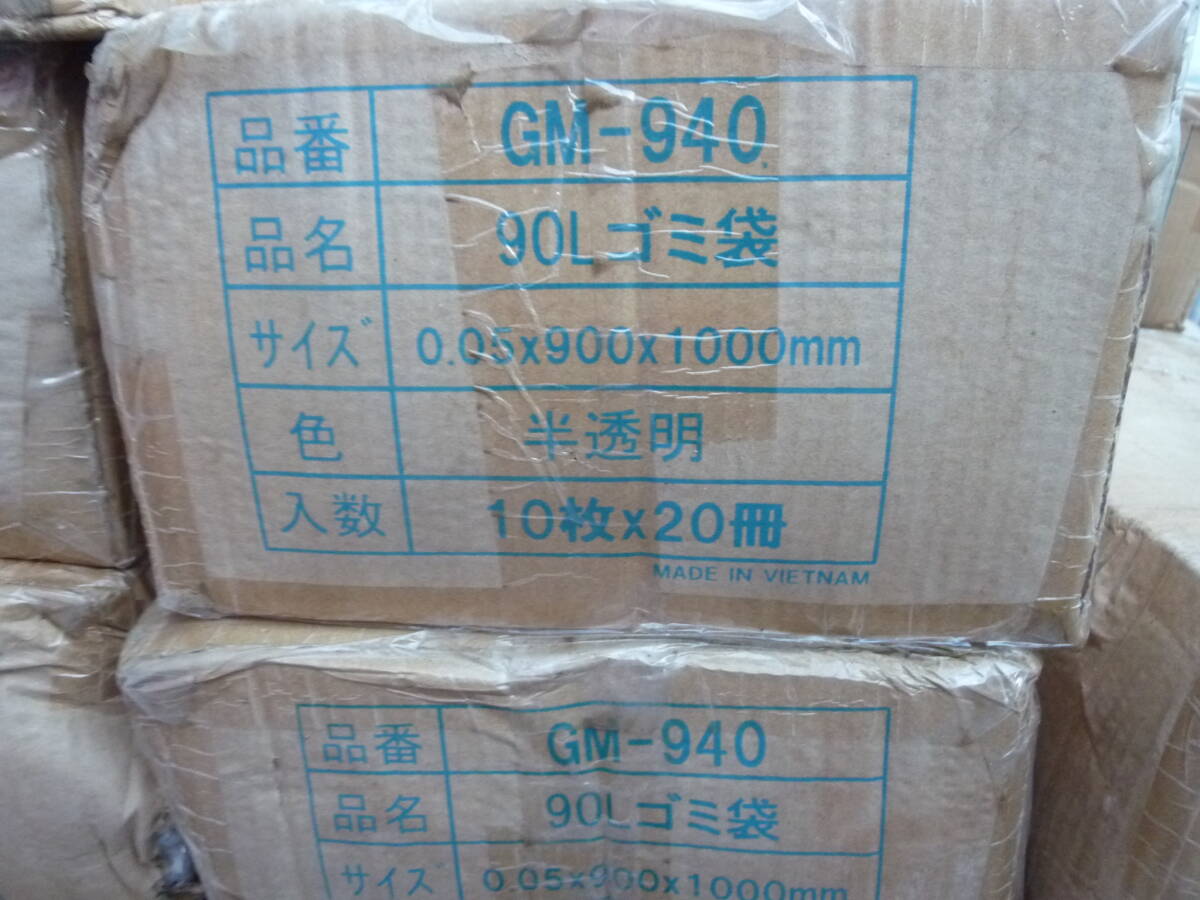 品番 GM-940
品名 90Lゴミ袋
サイズ 0.05x900x1000mm
色 半透明
入数 10枚x20冊
MADE IN VIETNAM
品番 GM-940
品名 90Lゴミ袋
サイズ 0.05x900x1000mm